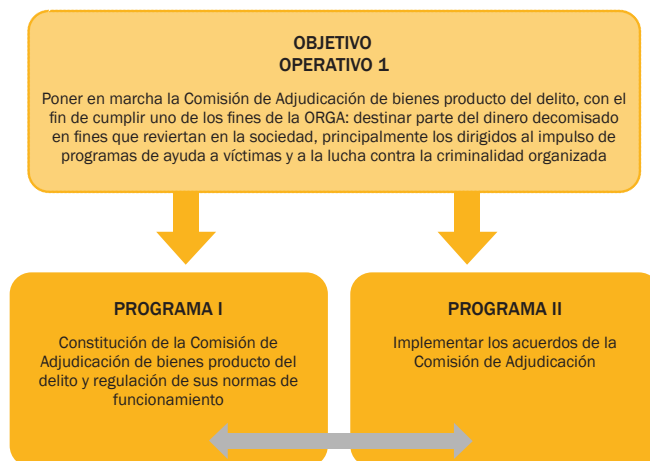 OBJETIVO
OPERATIVO 1
Poner en marcha la Comisión de Adjudicación de bienes producto del delito, con el
fin de cumplir uno de los fines de la ORGA: destinar parte del dinero decomisado
en fines que reviertan en la sociedad, principalmente los dirigidos al impulso de
programas de ayuda a víctimas y a la lucha contra la criminalidad organizada
PROGRAMA I
Constitución de la Comisión de
Adjudicación de bienes producto del
delito y regulación de sus normas de
funcionamiento
PROGRAMA II
Implementar los acuerdos de la
Comisión de Adjudicación